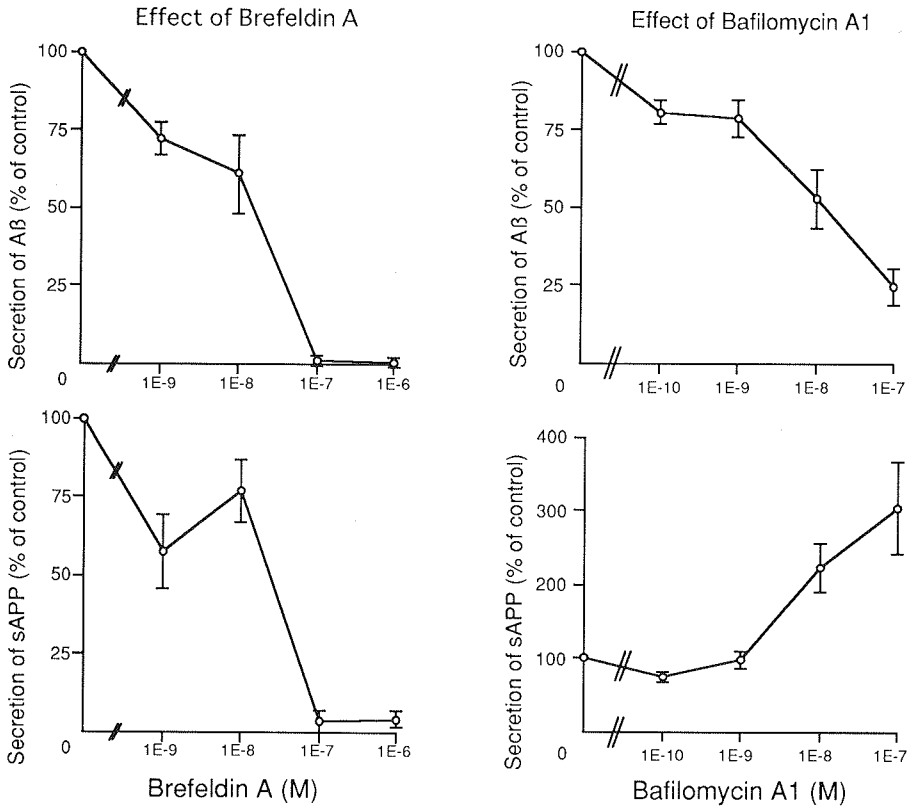 Effect of Brefeldin A
Secretion of Aß (% of control)
100
75
50
25
0
1E-9
1E-8
1E-7
1E-6
Effect of Bafilomycin A1
Secretion of Aß (% of control)
100
75
50
25
0
1E-10
1E-9
1E-8
1E-7
Secretion of sAPP (% of control)
100
75
50
25
0
1E-9
1E-8
1E-7
1E-6
Brefeldin A (M)
Secretion of sAPP (% of control)
400
300
200
100
0
1E-10
1E-9
1E-8
1E-7
Bafilomycin A1 (M)